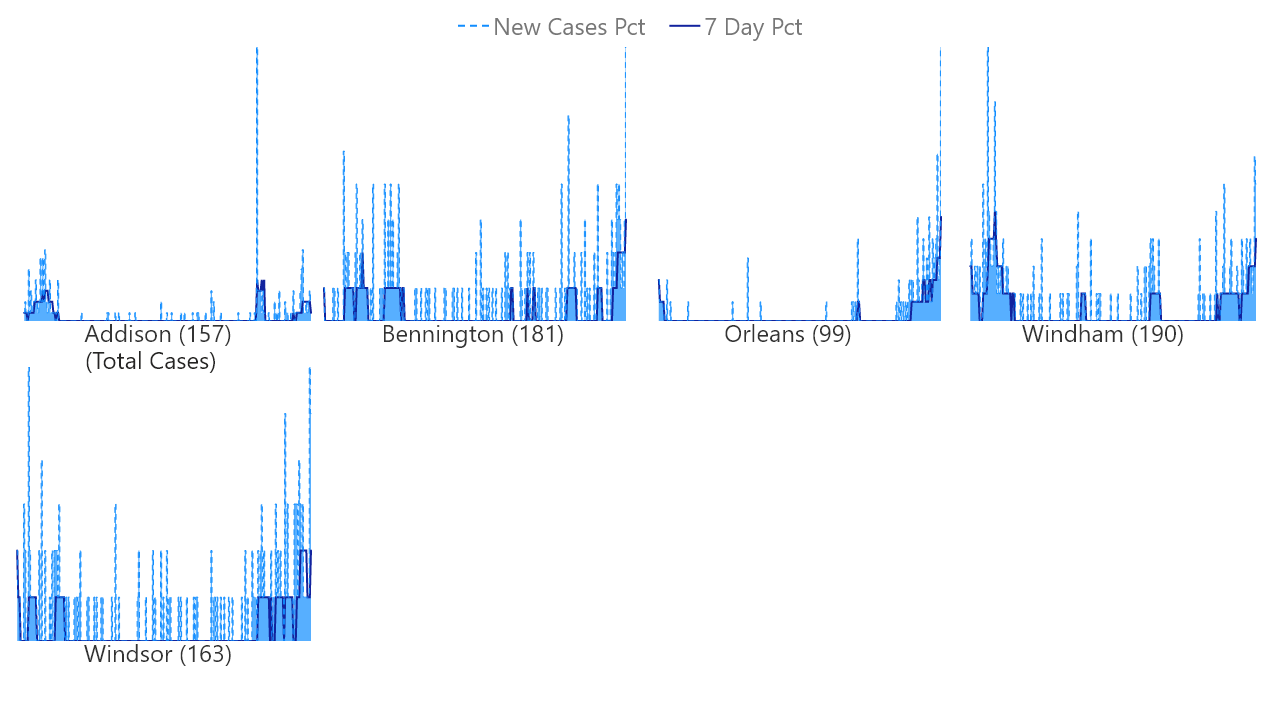 New Cases Pct 7 Day Pct
Addison (157)
(Total Cases)
Bennington (181)
Orleans (99)
Windham (190)
Windsor (163)